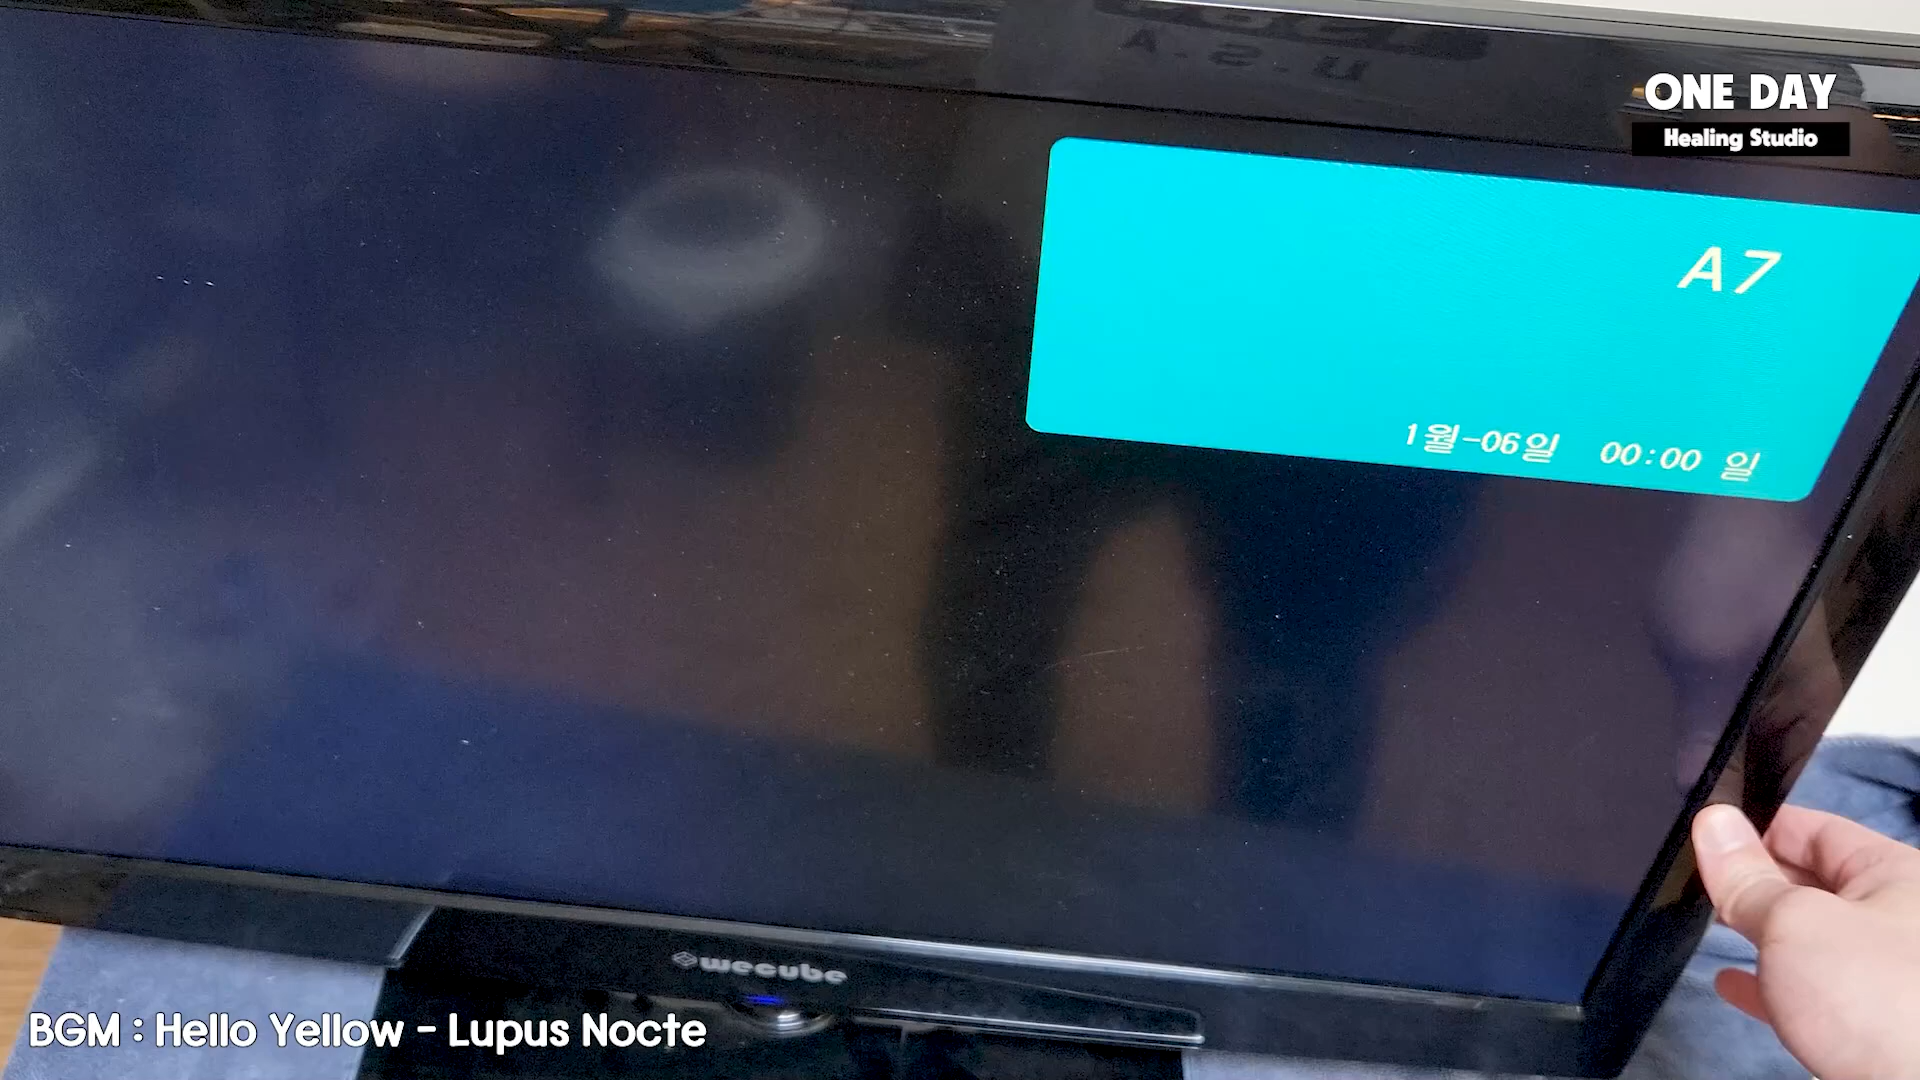 U.S.A
ONE DAY
Healing Studio
A7
1월-06일 00:00 일
wecube
BGM : Hello Yellow - Lupus Nocte